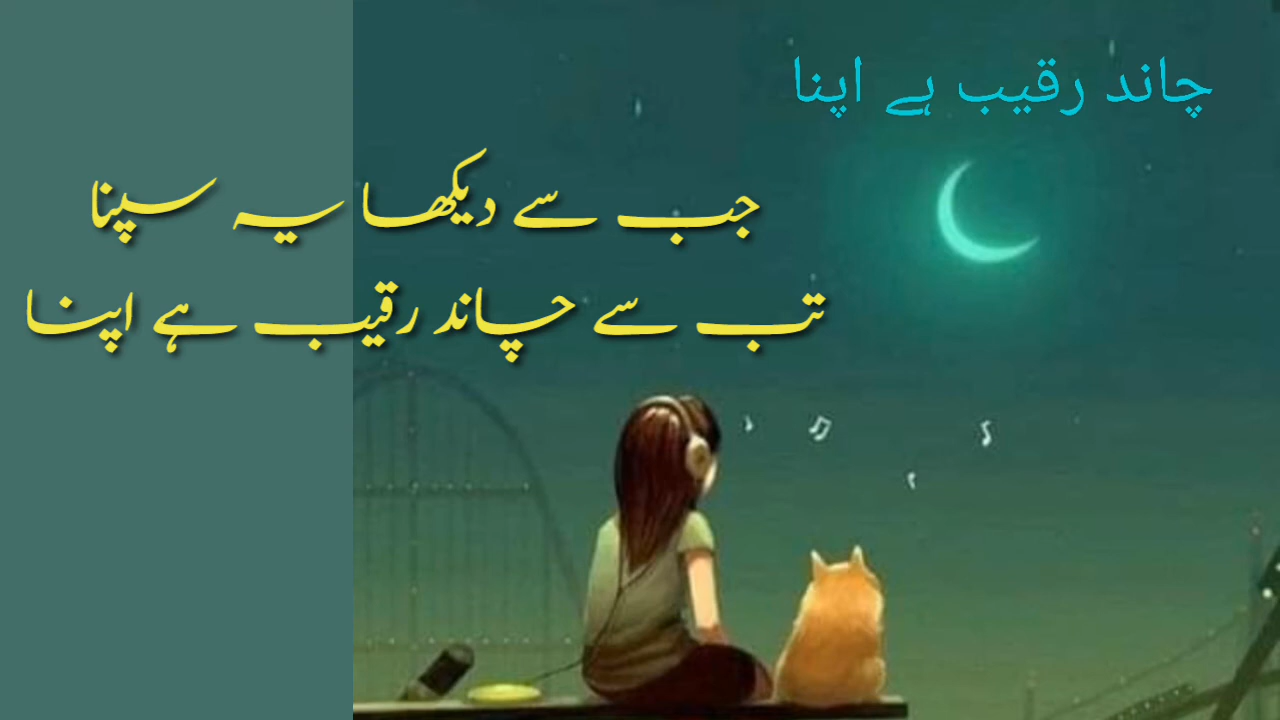 چاند رقیب ہے اپنا
جب سے دیکھا یہ سپنا
تب سے چاند رقیب ہے اپنا